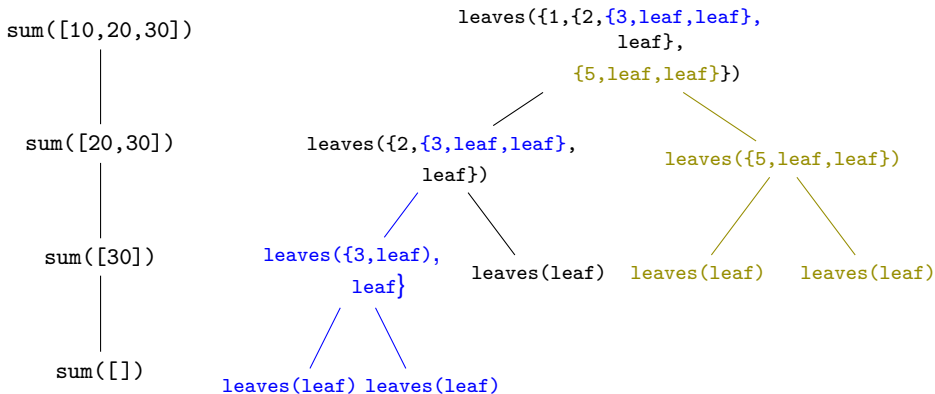 sum([10,20,30])
sum([20,30])
sum([30])
sum([])
leaves({1,{2,{3,leaf,leaf},
leaf},
{5,leaf,leaf}})
leaves({2,{3,leaf,leaf},
leaf})
leaves({5,leaf,leaf})
leaves({3,leaf),
leaf}
leaves(leaf)
leaves(leaf)
leaves(leaf)
leaves(leaf)
leaves(leaf)